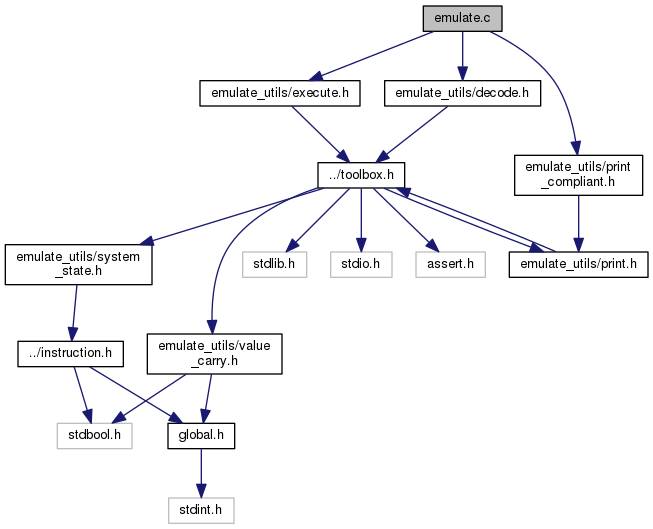 emulate.c
emulate_utils/execute.h
emulate_utils/decode.h
../toolbox.h
emulate_utils/print
_compliant.h
emulate_utils/system
_state.h
stdlib.h
stdio.h
assert.h
emulate_utils/print.h
../instruction.h
emulate_utils/value
_carry.h
stdbool.h
global.h
stdint.h